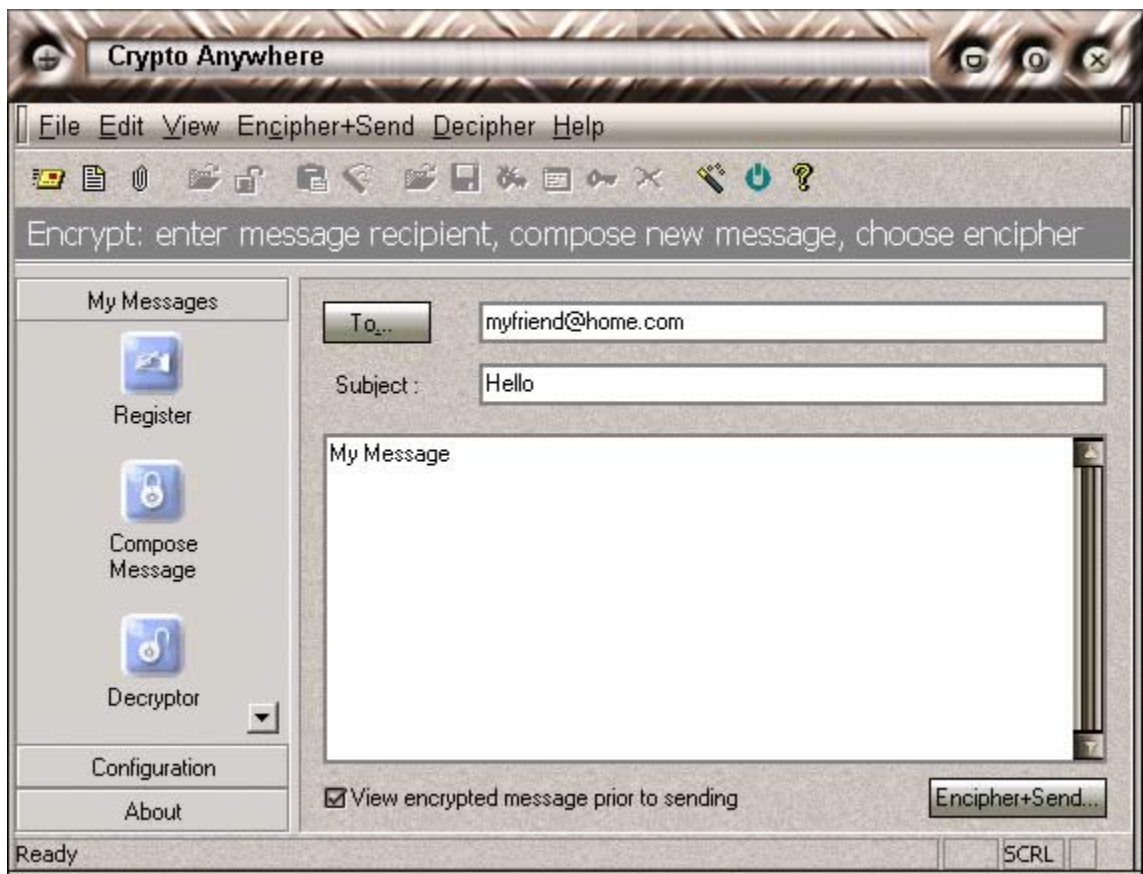 Crypto Anywhere
File Edit View Encipher+Send Decipher Help
Encrypt: enter message recipient, compose new message, choose encipher
My Messages
Register
Compose
Message
Decryptor
Configuration
About
To... myfriend@home.com
Subject : Hello
My Message
View encrypted message prior to sending
Encipher+Send...
Ready
SCRL